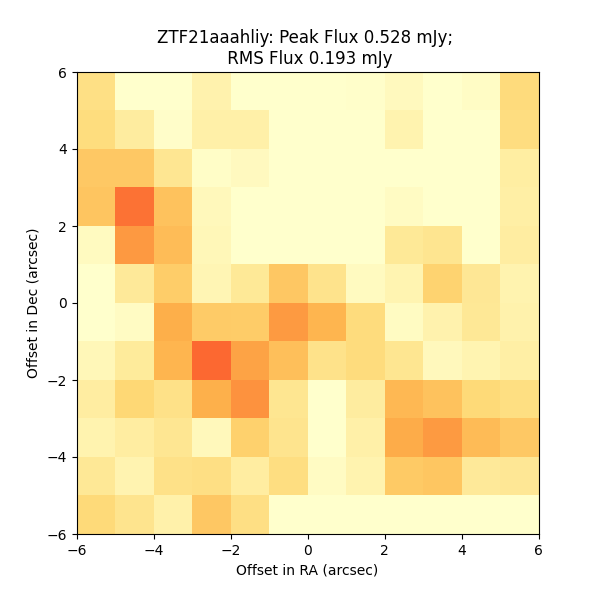 ZTF21aaahliy: Peak Flux 0.528 mJy;
RMS Flux 0.193 mJy
6
4
2
0
−2
−4
−6
Offset in Dec (arcsec)
−6 −4 −2 0 2 4 6
Offset in RA (arcsec)